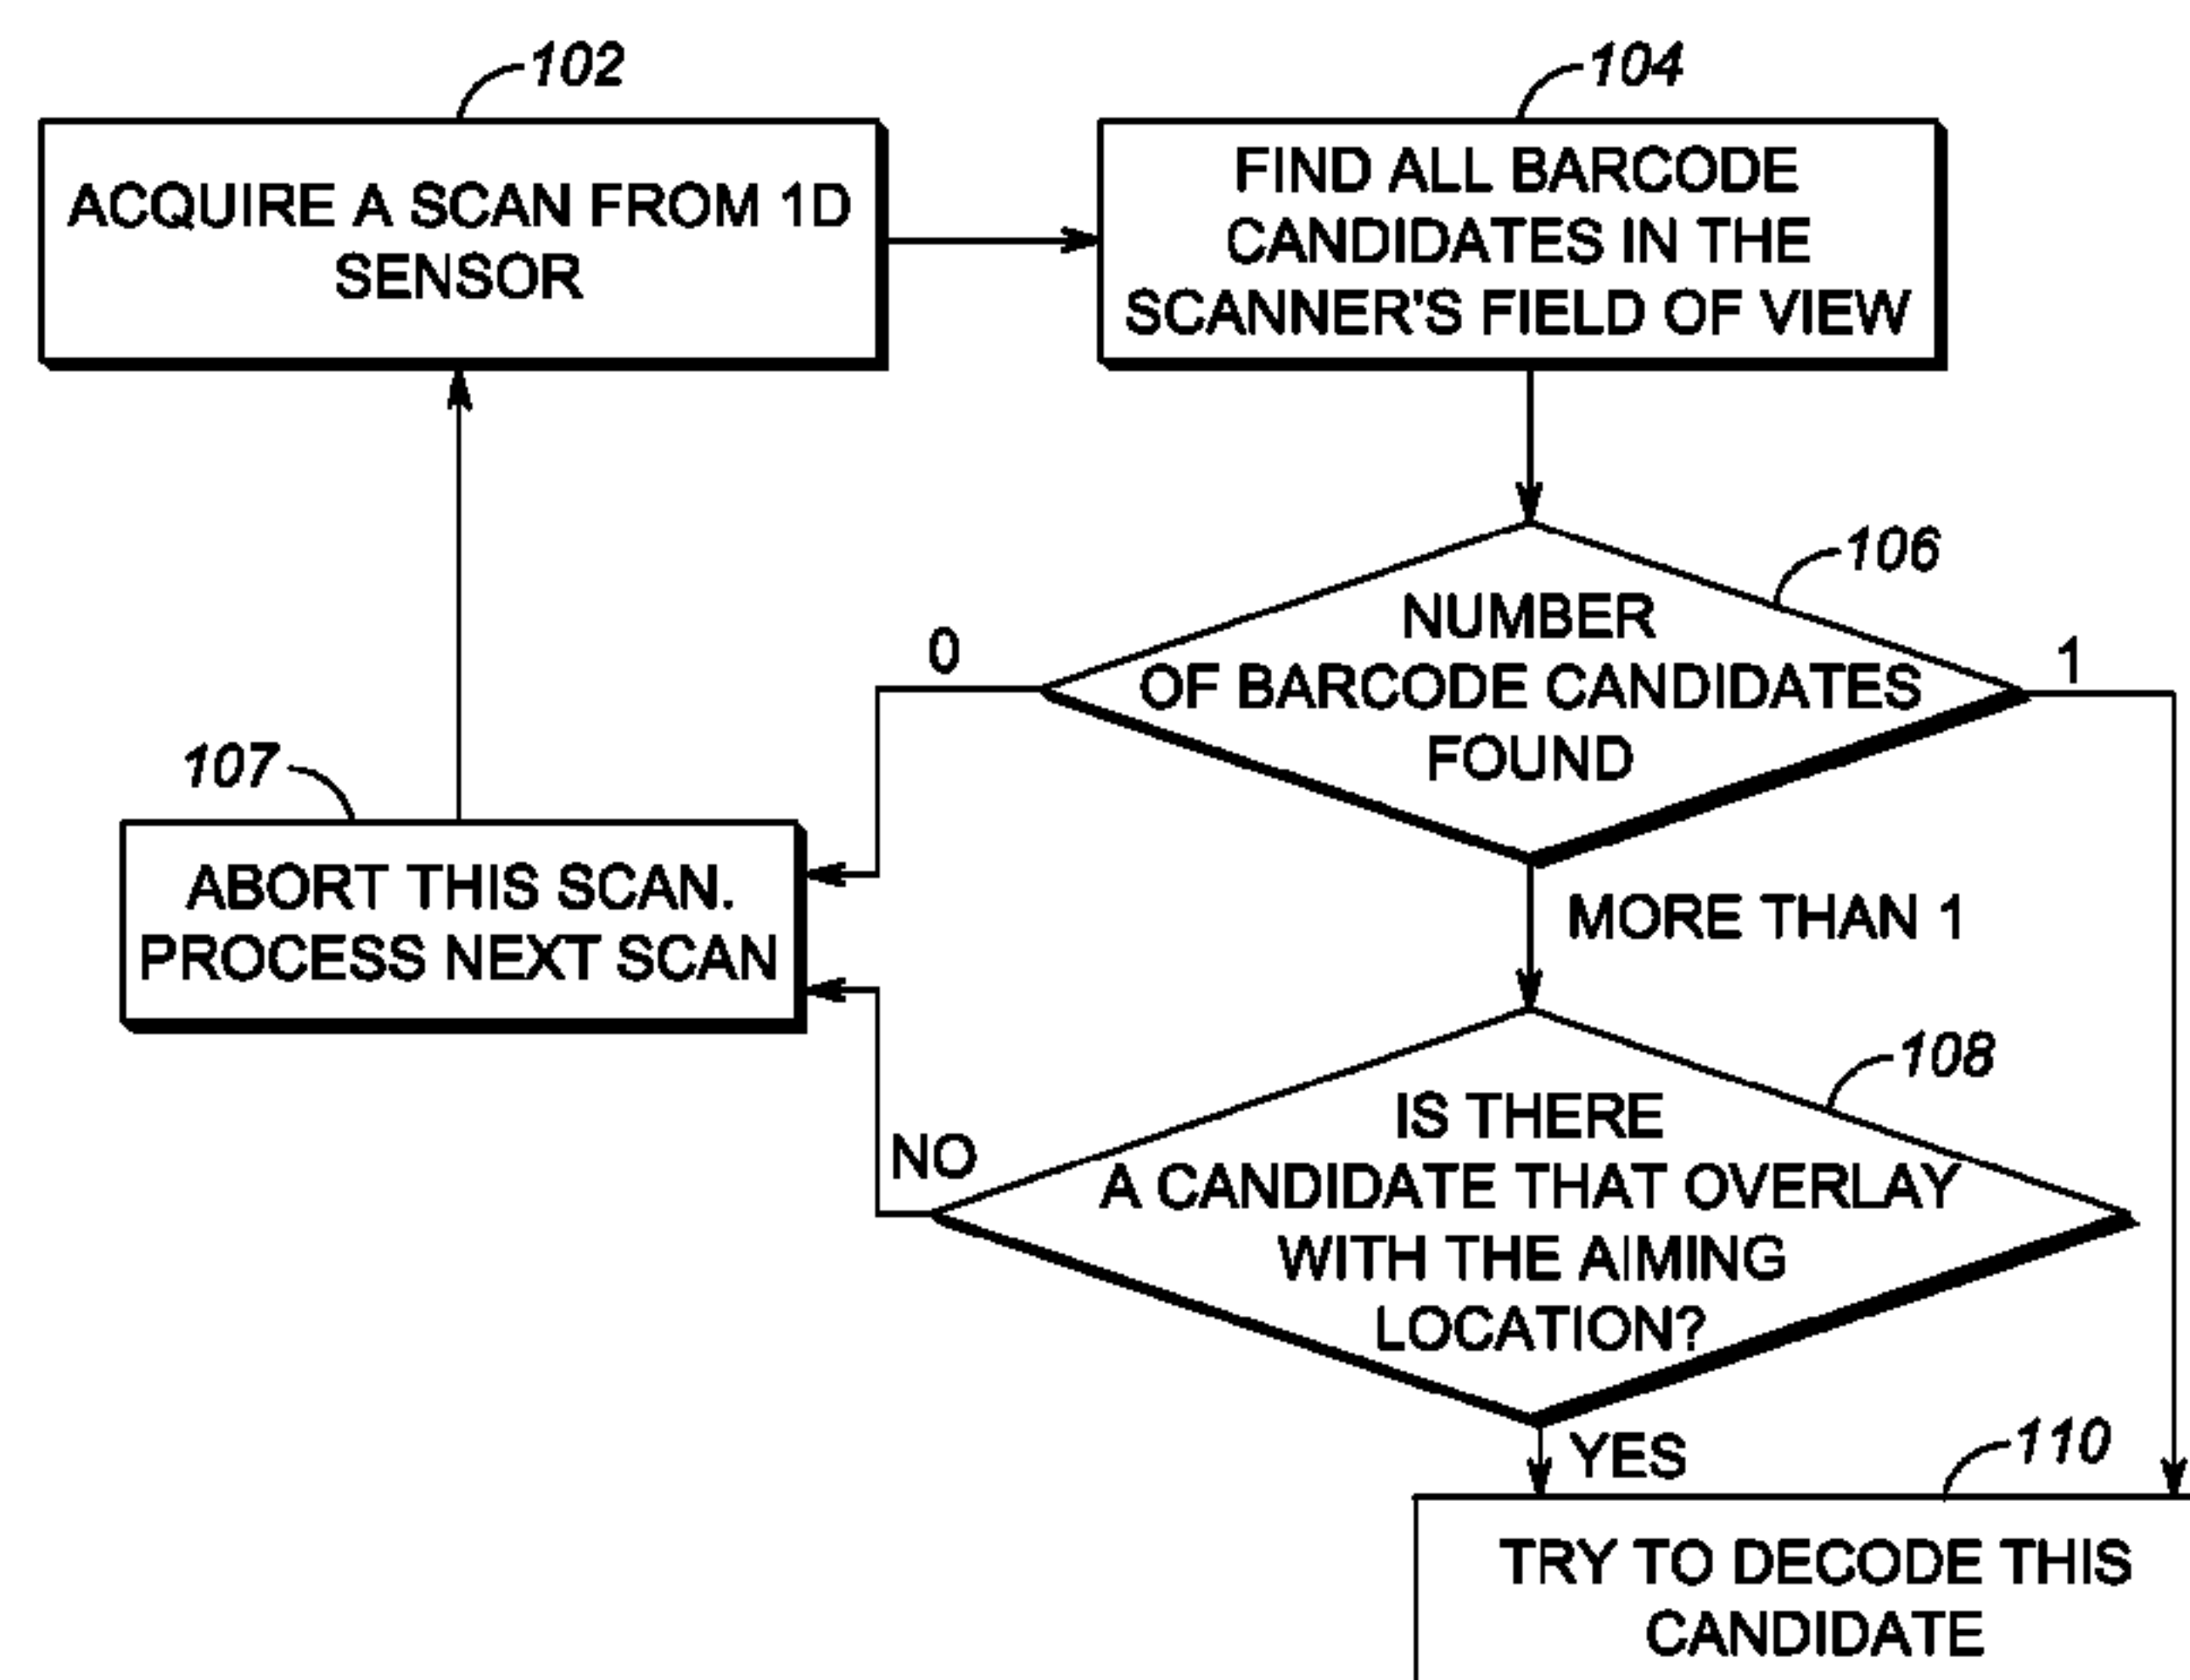 102
ACQUIRE A SCAN FROM 1D
SENSOR
104
FIND ALL BARCODE
CANDIDATES IN THE
SCANNER'S FIELD OF VIEW
106
NUMBER
OF BARCODE CANDIDATES
FOUND
0
1
MORE THAN 1
107
ABORT THIS SCAN.
PROCESS NEXT SCAN
108
IS THERE
A CANDIDATE THAT OVERLAY
WITH THE AIMING
LOCATION?
NO
YES
110
TRY TO DECODE THIS
CANDIDATE